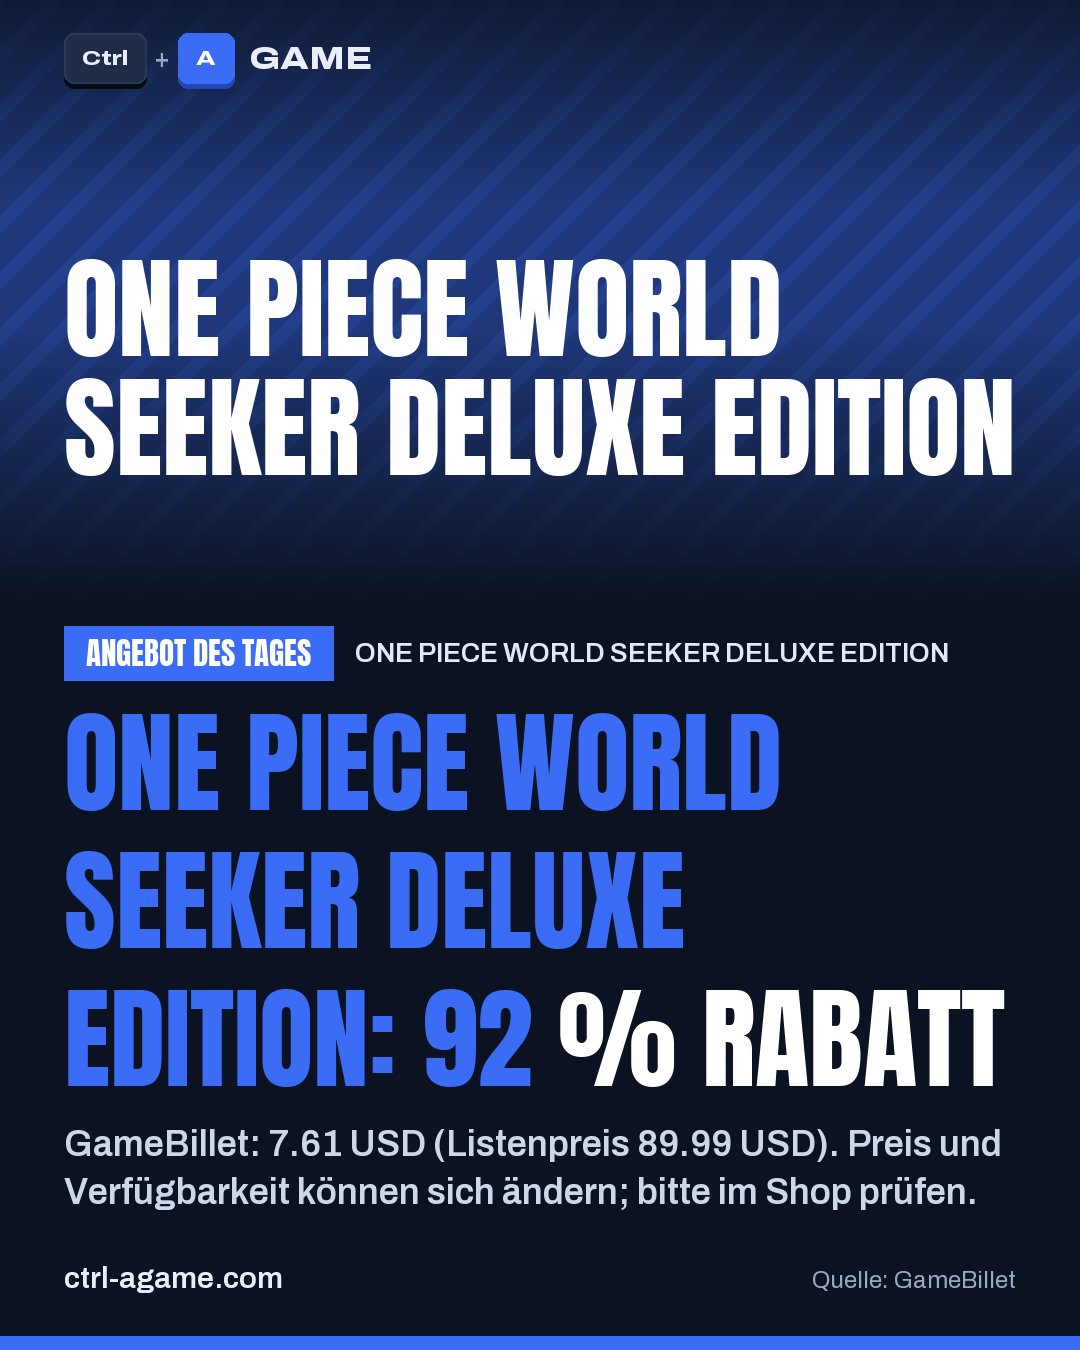 Ctrl + A GAME
ONE PIECE WORLD
SEEKER DELUXE EDITION
ANGEBOT DES TAGES ONE PIECE WORLD SEEKER DELUXE EDITION
ONE PIECE WORLD
SEEKER DELUXE
EDITION: 92 % RABATT
GameBillet: 7.61 USD (Listenpreis 89.99 USD). Preis und
Verfügbarkeit können sich ändern; bitte im Shop prüfen.
ctrl-agame.com
Quelle: GameBillet